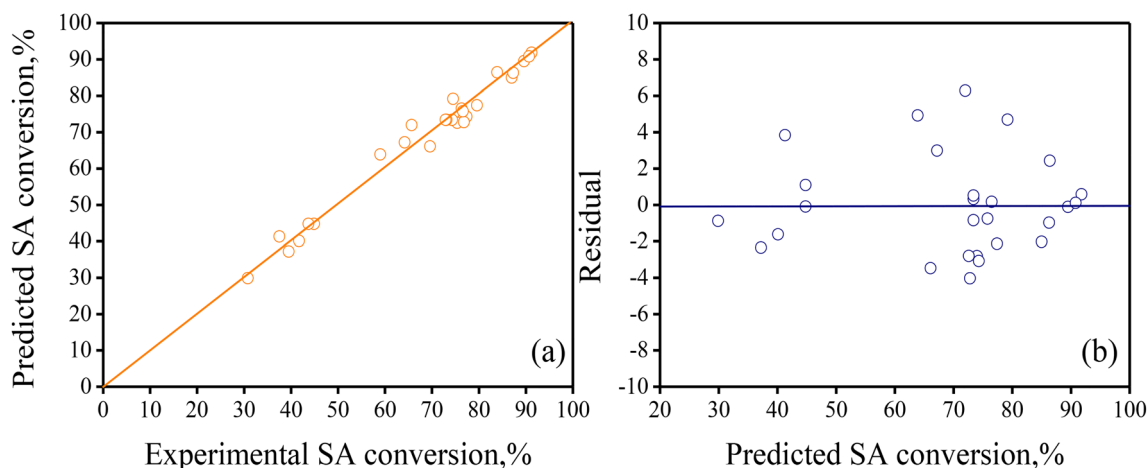 Predicted SA conversion,%
100
90
80
70
60
50
40
30
20
10
0
(a)
0 10 20 30 40 50 60 70 80 90 100
Experimental SA conversion,%
Residual
10
8
6
4
2
0
-2
-4
-6
-8
-10
(b)
20 30 40 50 60 70 80 90 100
Predicted SA conversion,%